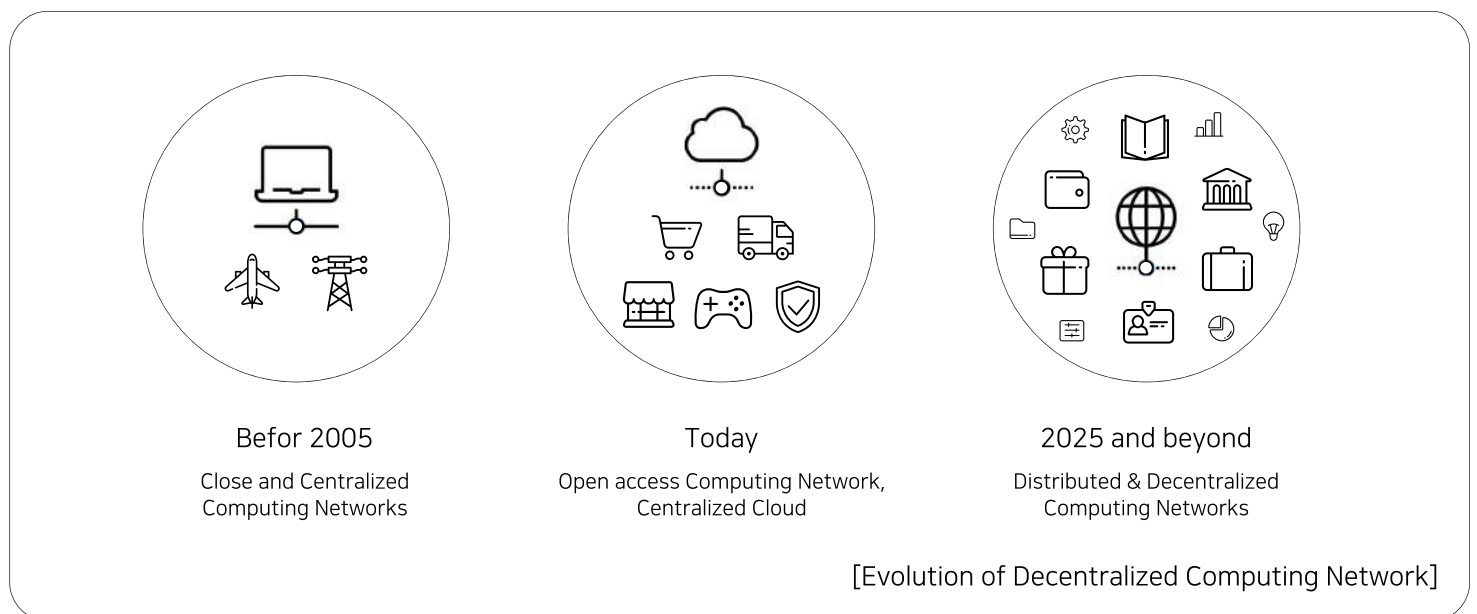 Befor 2005
Close and Centralized
Computing Networks
Today
Open access Computing Network,
Centralized Cloud
2025 and beyond
Distributed & Decentralized
Computing Networks
[Evolution of Decentralized Computing Network]